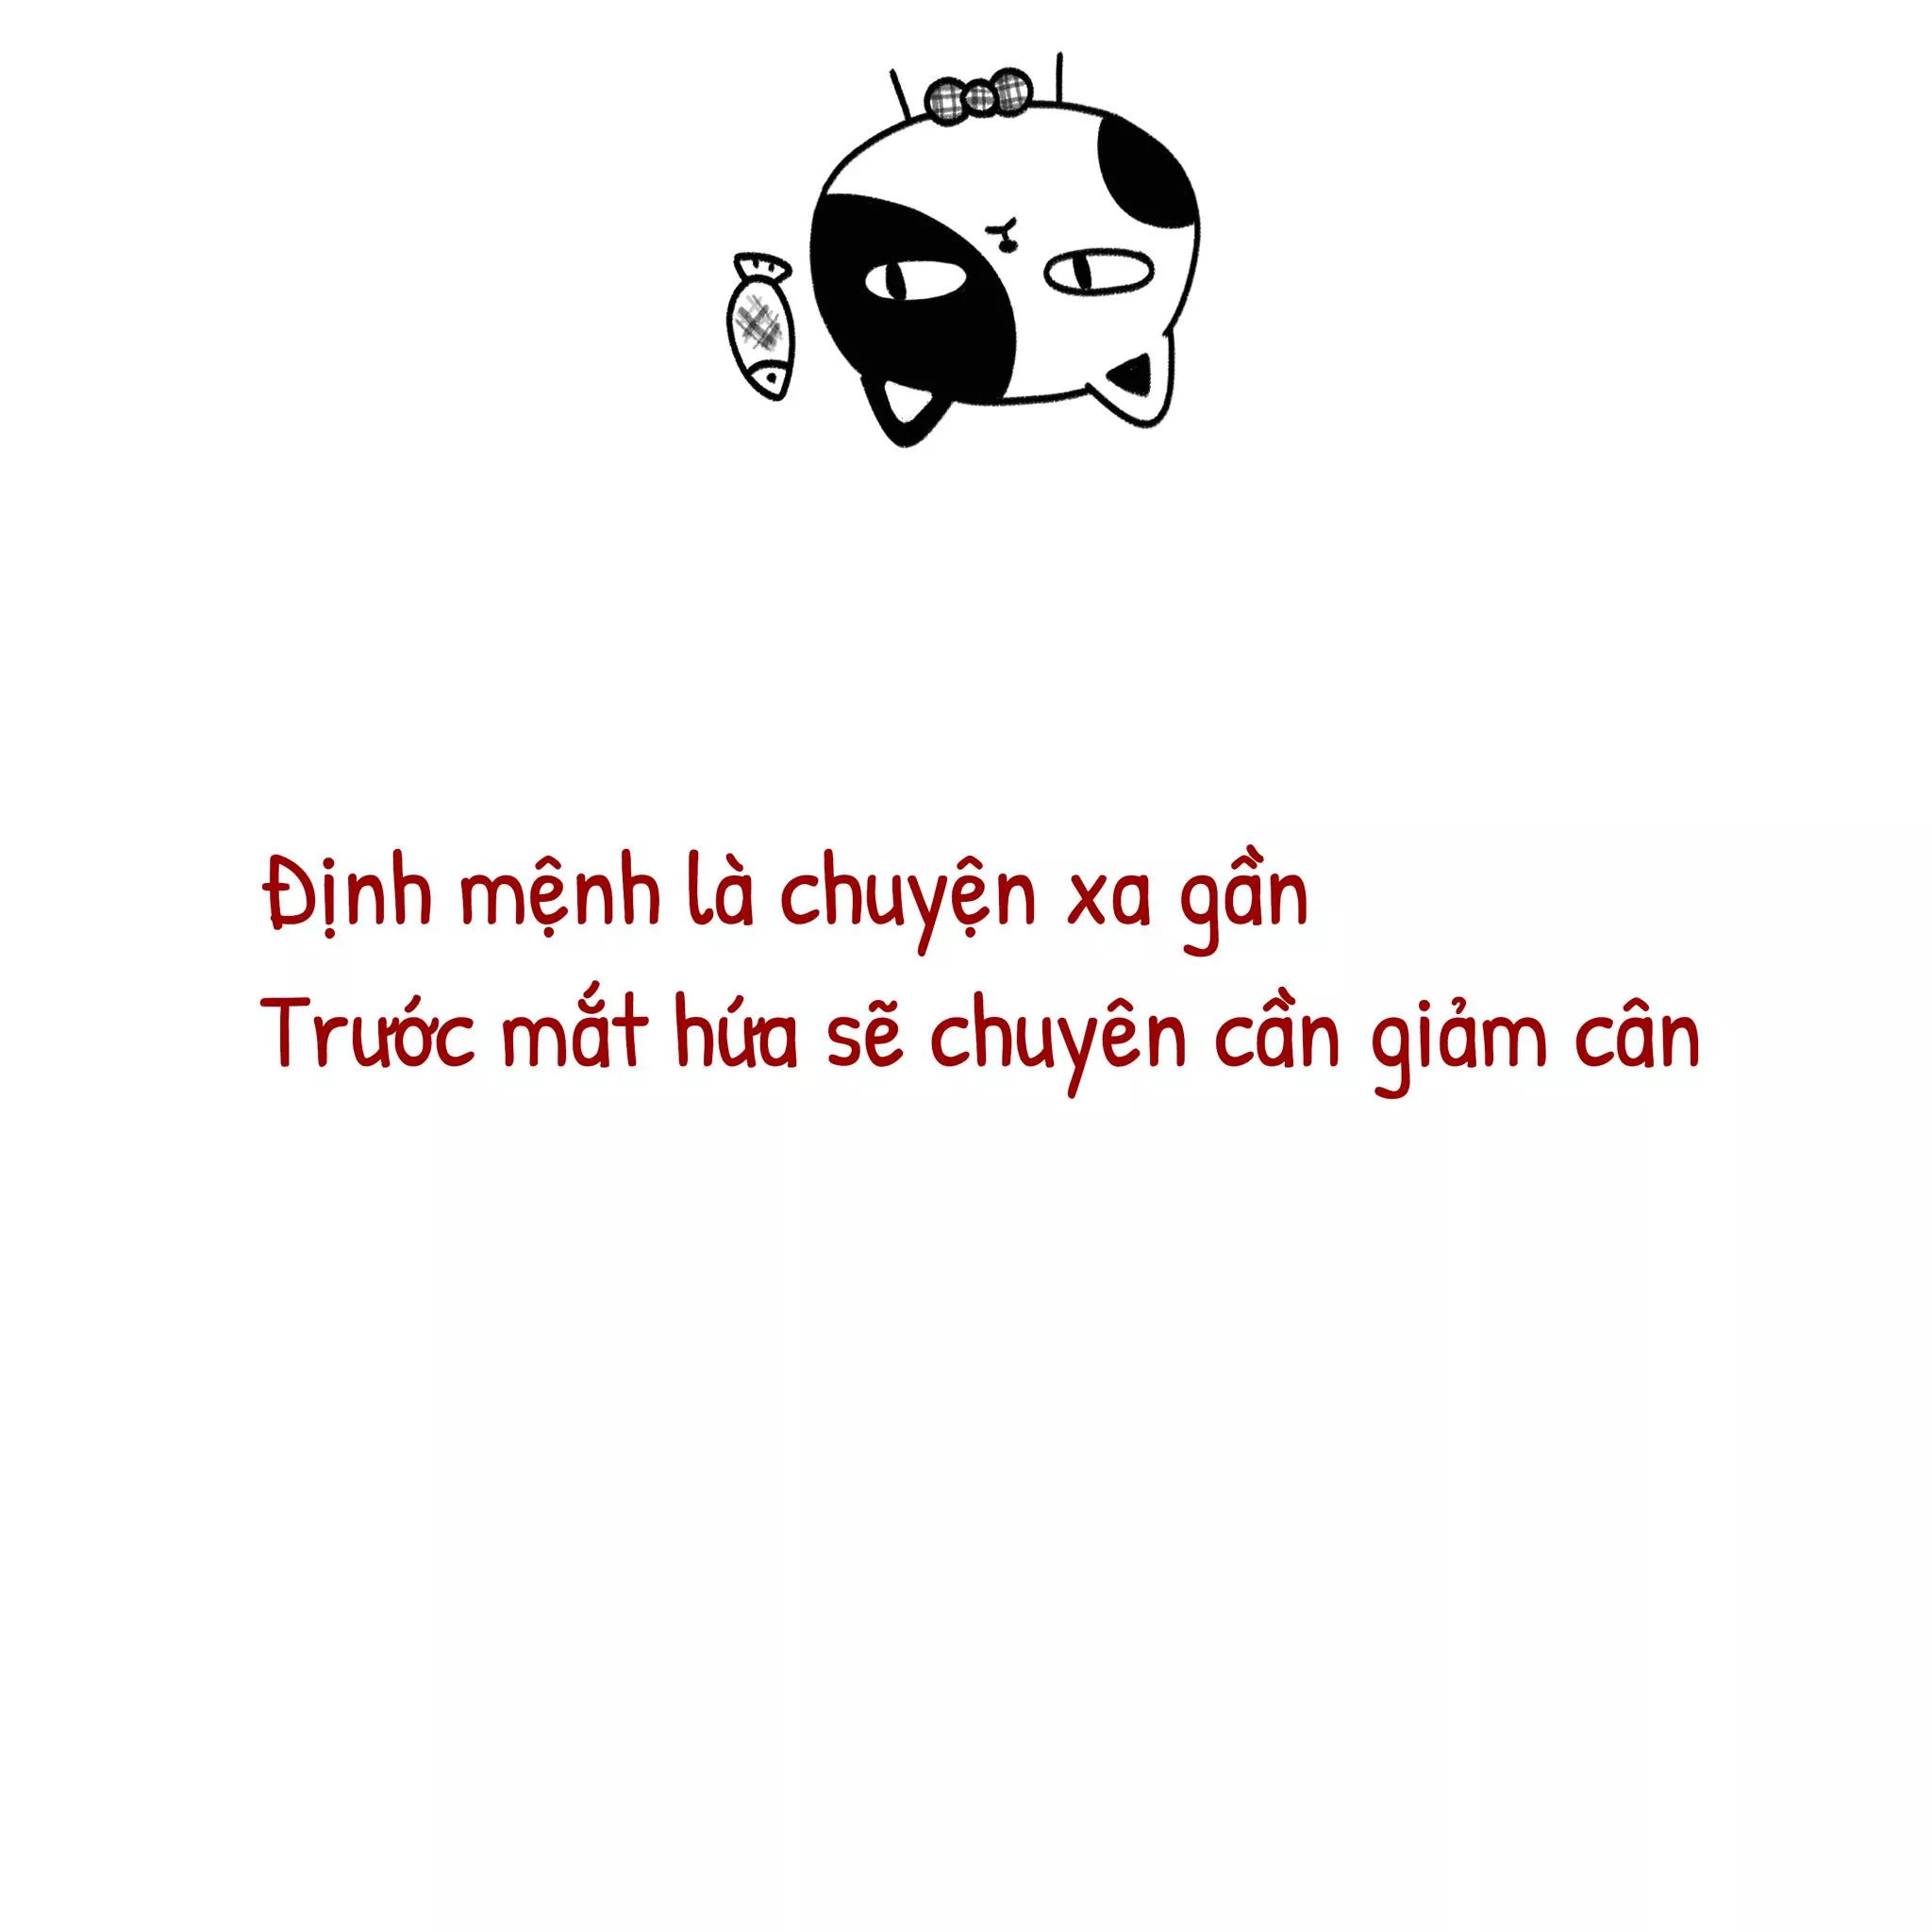 Định mệnh là chuyện xa gần
Trước mắt hứa sẽ chuyên cần giảm cân